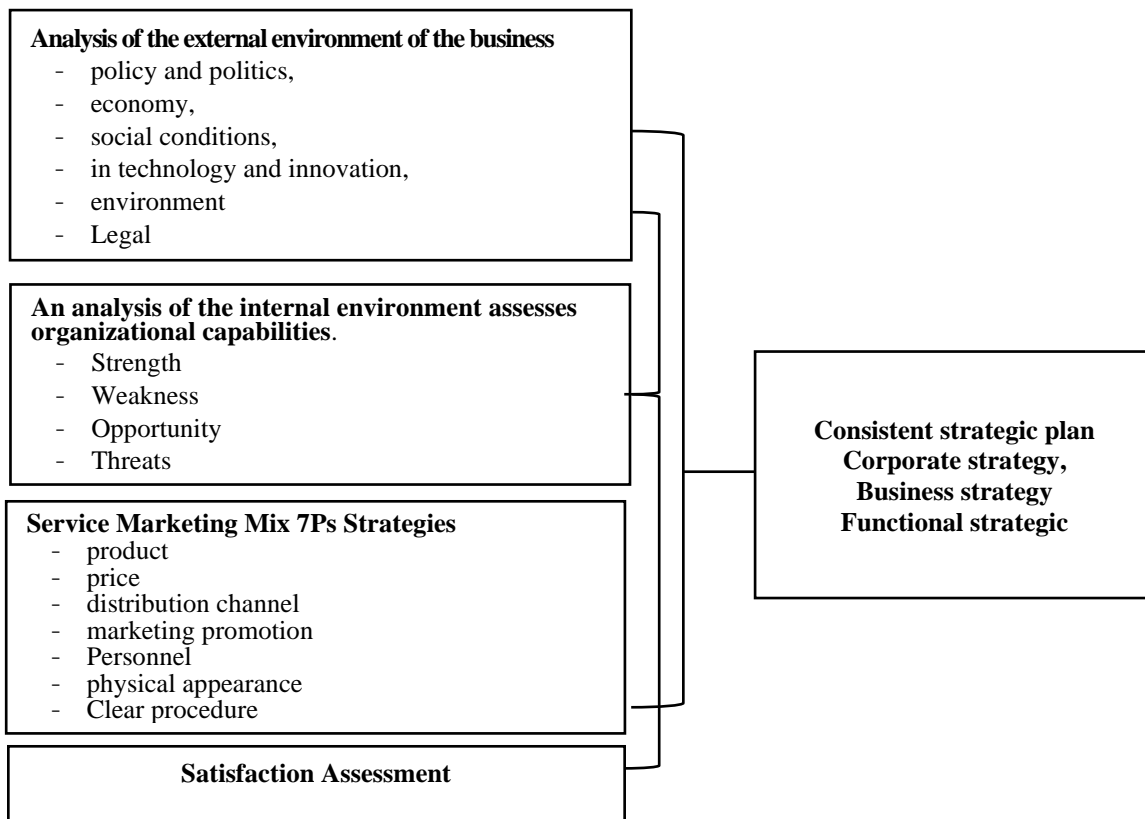 Analysis of the external environment of the business
- policy and politics,
- economy,
- social conditions,
- in technology and innovation,
- environment
- Legal
An analysis of the internal environment assesses
organizational capabilities.
- Strength
- Weakness
- Opportunity
- Threats
Service Marketing Mix 7Ps Strategies
- product
- price
- distribution channel
- marketing promotion
- Personnel
- physical appearance
- Clear procedure
Satisfaction Assessment
Consistent strategic plan
Corporate strategy,
Business strategy
Functional strategic